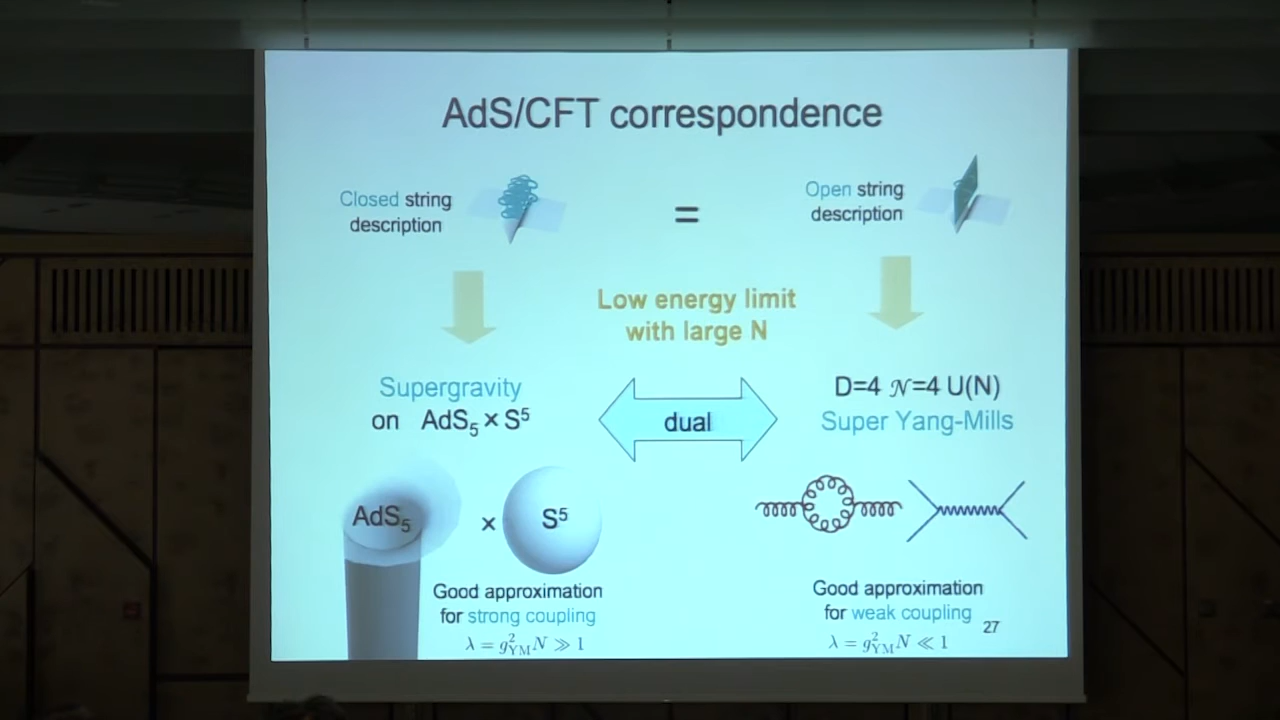 AdS/CFT correspondence
Closed string
description
=
Open string
description
Low energy limit
with large N
Supergravity
on AdS₅ × S⁵
dual
D=4 𝒩=4 U(N)
Super Yang-Mills
AdS₅
×
S⁵
Good approximation
for strong coupling
λ = g²_YM N ≫ 1
Good approximation
for weak coupling
λ = g²_YM N ≪ 1
27